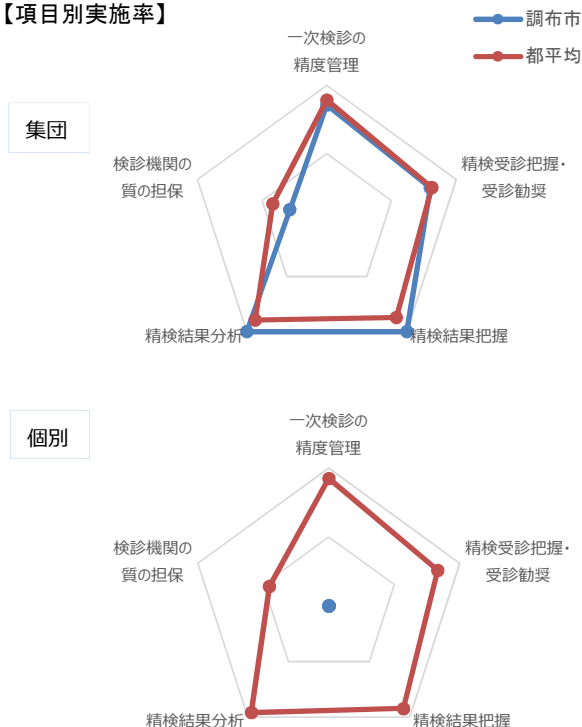 【項目別実施率】
調布市
都平均
集団
一次検診の
精度管理
精検受診把握・
受診勧奨
精検結果把握
精検結果分析
検診機関の
質の担保
個別
一次検診の
精度管理
精検受診把握・
受診勧奨
精検結果把握
精検結果分析
検診機関の
質の担保